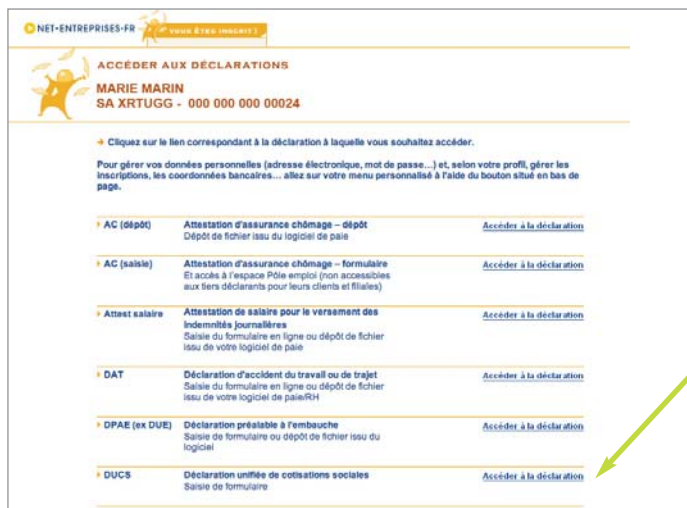 NET-ENTREPRISES-FR
VOUS ÊTES INSCRIT !
ACCÉDER AUX DÉCLARATIONS
MARIE MARIN
SA XRTUGG - 000 000 000 00024
Cliquez sur le lien correspondant à la déclaration à laquelle vous souhaitez accéder.
Pour gérer vos données personnelles (adresse électronique, mot de passe...) et, selon votre profil, gérer les
inscriptions, les coordonnées bancaires... allez sur votre menu personnalisé à l'aide du bouton situé en bas de
page.
AC (dépôt) Attestation d'assurance chômage – dépôt Accéder à la déclaration
Dépôt de fichier issu du logiciel de paie
AC (saisie) Attestation d'assurance chômage – formulaire Accéder à la déclaration
Et accès à l'espace Pôle emploi (non accessibles
aux tiers déclarants pour leurs clients et filiales)
Attest salaire Attestation de salaire pour le versement des Accéder à la déclaration
indemnités journalières
Saisie du formulaire en ligne ou dépôt de fichier
issu de votre logiciel de paie
DAT Déclaration d'accident du travail ou de trajet Accéder à la déclaration
Saisie du formulaire en ligne ou dépôt de fichier
issu de votre logiciel de paie/RH
DPAE (ex DUE) Déclaration préalable à l'embauche Accéder à la déclaration
Saisie de formulaire ou dépôt de fichier issu du
logiciel
DUCS Déclaration unifiée de cotisations sociales Accéder à la déclaration
Saisie de formulaire